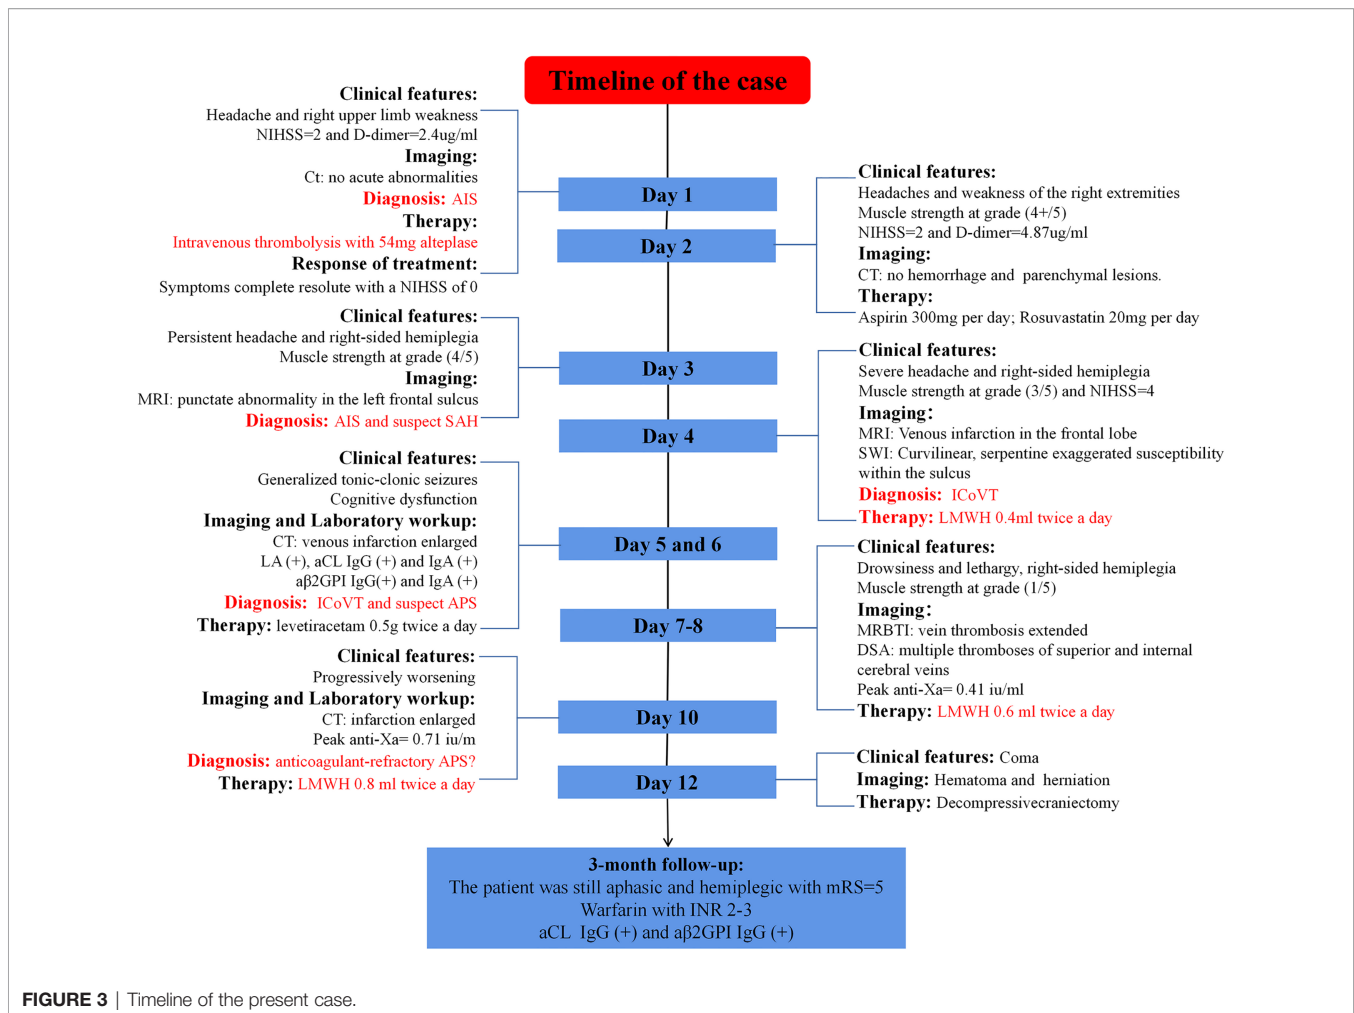 Timeline of the case
Clinical features:
Headache and right upper limb weakness
NIHSS=2 and D-dimer=2.4ug/ml
Imaging:
Ct: no acute abnormalities
Diagnosis: AIS
Therapy:
Intravenous thrombolysis with 54mg alteplase
Response of treatment:
Symptoms complete resolute with a NIHSS of 0
Day 1
Day 2
Clinical features:
Headaches and weakness of the right extremities
Muscle strength at grade (4+/5)
NIHSS=2 and D-dimer=4.87ug/ml
Imaging:
CT: no hemorrhage and parenchymal lesions.
Therapy:
Aspirin 300mg per day; Rosuvastatin 20mg per day
Clinical features:
Persistent headache and right-sided hemiplegia
Muscle strength at grade (4/5)
Imaging:
MRI: punctate abnormality in the left frontal sulcus
Diagnosis: AIS and suspect SAH
Day 3
Day 4
Clinical features:
Severe headache and right-sided hemiplegia
Muscle strength at grade (3/5) and NIHSS=4
Imaging:
MRI: Venous infarction in the frontal lobe
SWI: Curvilinear, serpentine exaggerated susceptibility
within the sulcus
Diagnosis: ICoVT
Therapy: LMWH 0.4ml twice a day
Clinical features:
Generalized tonic-clonic seizures
Cognitive dysfunction
Imaging and Laboratory workup:
CT: venous infarction enlarged
LA (+), aCL IgG (+) and IgA (+)
aβ2GPI IgG(+) and IgA (+)
Diagnosis: ICoVT and suspect APS
Therapy: levetiracetam 0.5g twice a day
Day 5 and 6
Day 7-8
Clinical features:
Drowsiness and lethargy, right-sided hemiplegia
Muscle strength at grade (1/5)
Imaging:
MRBTI: vein thrombosis extended
DSA: multiple thromboses of superior and internal
cerebral veins
Peak anti-Xa= 0.41 iu/ml
Therapy: LMWH 0.6 ml twice a day
Clinical features:
Progressively worsening
Imaging and Laboratory workup:
CT: infarction enlarged
Peak anti-Xa= 0.71 iu/m
Diagnosis: anticoagulant-refractory APS?
Therapy: LMWH 0.8 ml twice a day
Day 10
Day 12
Clinical features: Coma
Imaging: Hematoma and herniation
Therapy: Decompressivecraniectomy
3-month follow-up:
The patient was still aphasic and hemiplegic with mRS=5
Warfarin with INR 2-3
aCL IgG (+) and aβ2GPI IgG (+)
FIGURE 3 | Timeline of the present case.